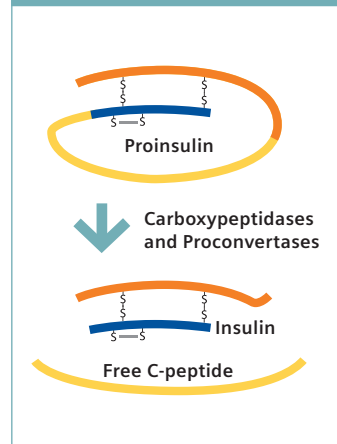 S S
S S
S S
Proinsulin
Carboxypeptidases
and Proconvertases
S S
S S
Insulin
S S
Free C-peptide